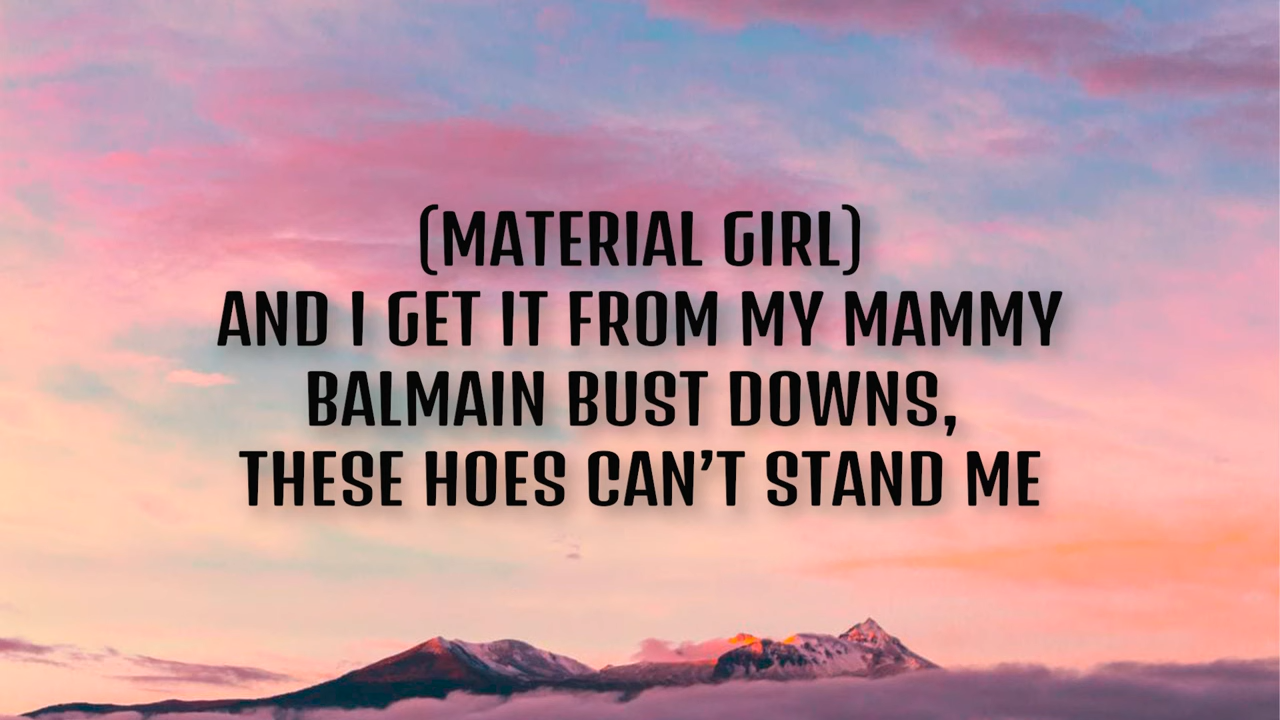 (MATERIAL GIRL)
AND I GET IT FROM MY MAMMY
BALMAIN BUST DOWNS,
THESE HOES CAN’T STAND ME